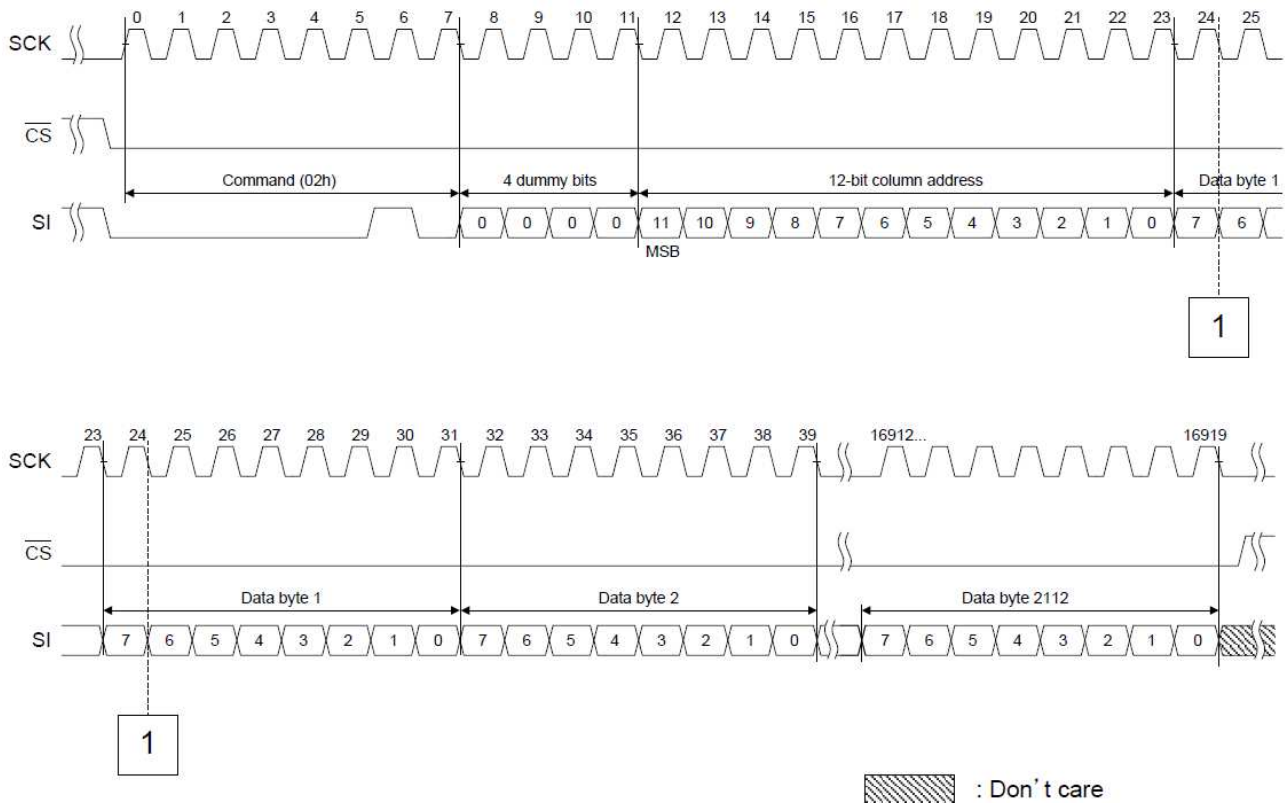 0 1 2 3 4 5 6 7 8 9 10 11 12 13 14 15 16 17 18 19 20 21 22 23 24 25
SCK
CS
Command (02h) 4 dummy bits 12-bit column address Data byte 1
SI 0 0 0 0 11 10 9 8 7 6 5 4 3 2 1 0 7 6
MSB
1
23 24 25 26 27 28 29 30 31 32 33 34 35 36 37 38 39 16912... 16919
SCK
CS
Data byte 1 Data byte 2 Data byte 2112
SI 7 6 5 4 3 2 1 0 7 6 5 4 3 2 1 0 7 6 5 4 3 2 1 0
1
: Don't care